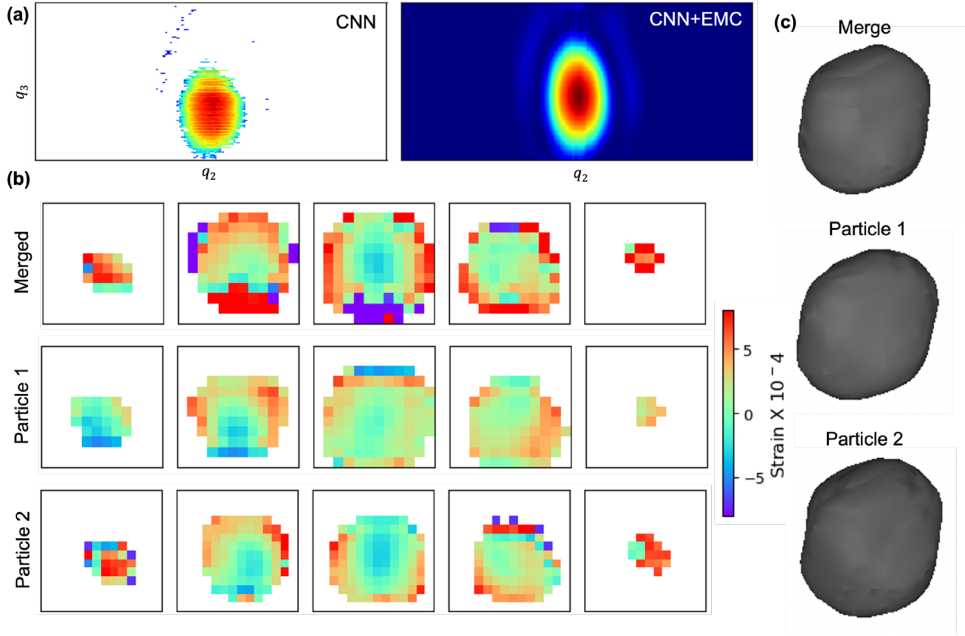 (a)
CNN
CNN+EMC
(c)
Merge
q3
q2
q2
(b)
Merged
Particle 1
Particle 1
5
0
−5
Strain X 10⁻⁴
Particle 2
Particle 2